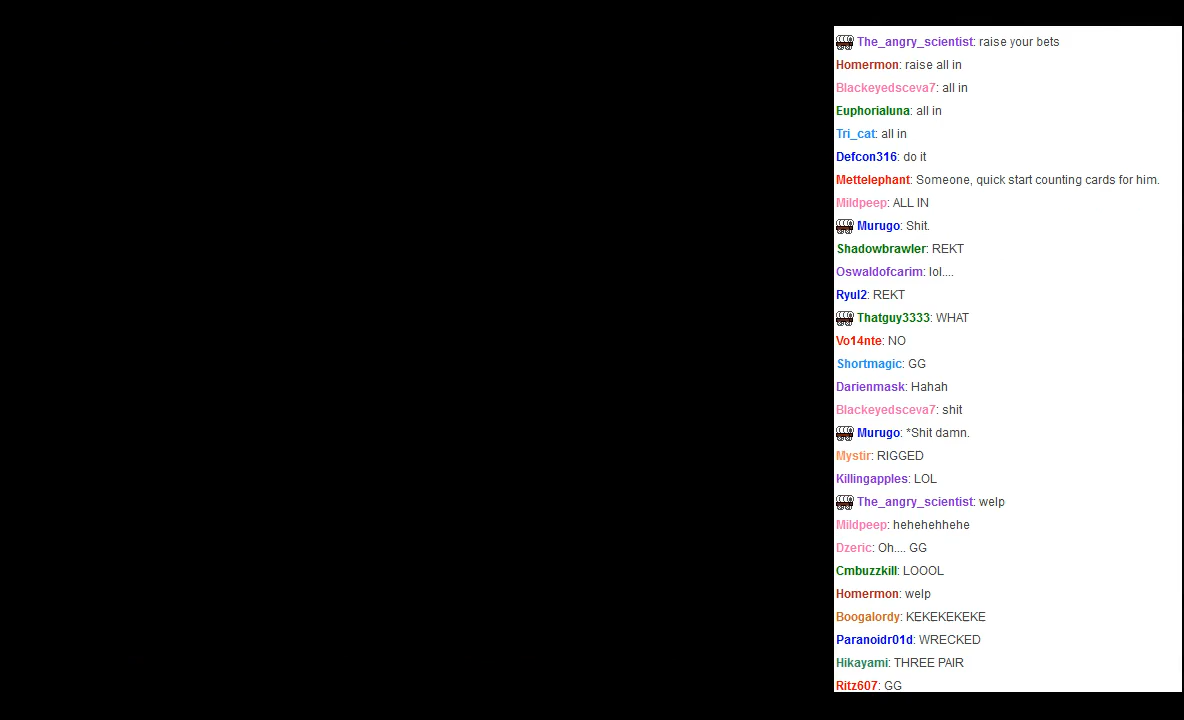 The_angry_scientist: raise your bets
Homermon: raise all in
Blackeyedsceva7: all in
Euphorialuna: all in
Tri_cat: all in
Defcon316: do it
Mettelephant: Someone, quick start counting cards for him.
Mildpeep: ALL IN
Murugo: Shit.
Shadowbrawler: REKT
Oswaldofcarim: lol....
Ryul2: REKT
Thatguy3333: WHAT
Vo14nte: NO
Shortmagic: GG
Darienmask: Hahah
Blackeyedsceva7: shit
Murugo: *Shit damn.
Mystir: RIGGED
Killingapples: LOL
The_angry_scientist: welp
Mildpeep: hehehehhehe
Dzeric: Oh.... GG
Cmbuzzkill: LOOOL
Homermon: welp
Boogalordy: KEKEKEKEKE
Paranoidr01d: WRECKED
Hikayami: THREE PAIR
Ritz607: GG